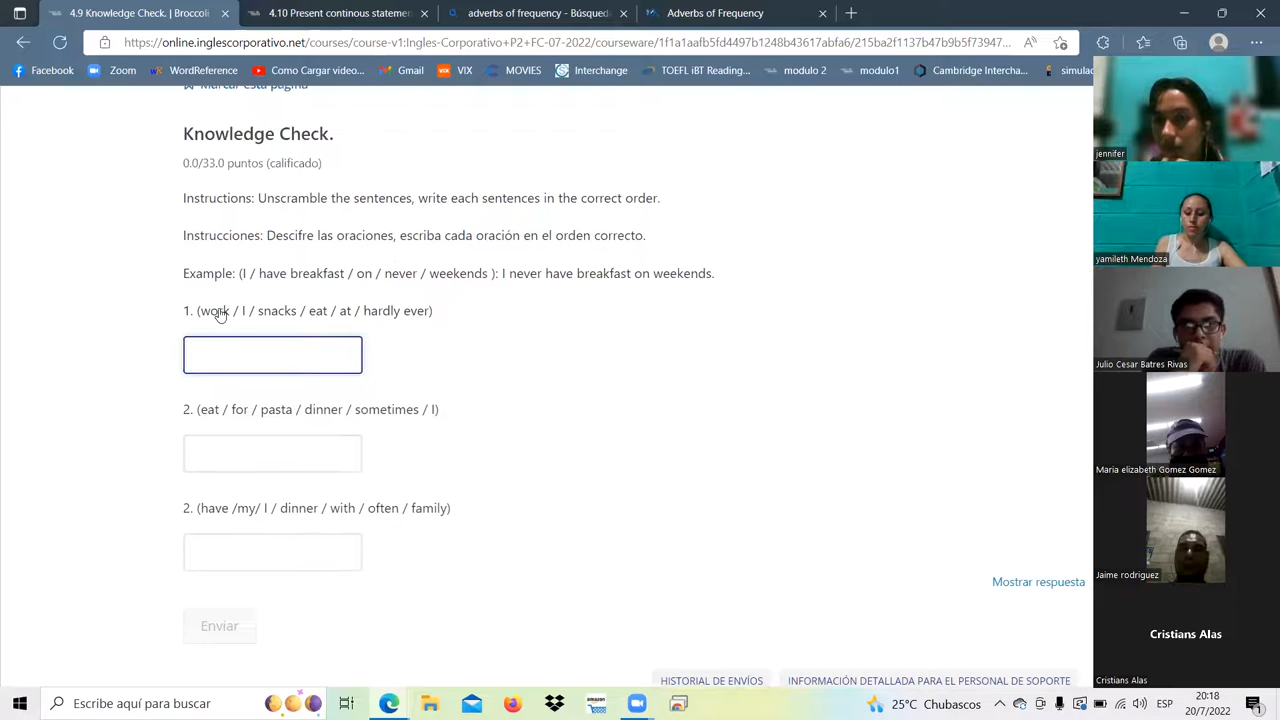 4.9 Knowledge Check
4.10 Present simple statemen
adverbs of frequency - Búsqued
Adverbs of Frequency
https://online.inglescorporativo.net/courses/course-v1:Ingles-Corporativo+P2+FC-07-2022/courseware/1f1a1aafb5fd4497b1248b43617abfa6/215ba2f1137b47b9b5f73947...
Facebook
Zoom
WordReference
Como Cargar video...
Gmail
VIX
MOVIES
Interchange
TOEFL iBT Reading...
modulo 2
modulo1
Cambridge Intercha...
simulac
Marcar esta página
Knowledge Check.
0.0/33.0 puntos (calificado)
Instructions: Unscramble the sentences, write each sentences in the correct order.
Instrucciones: Descifre las oraciones, escriba cada oración en el orden correcto.
Example: (I / have breakfast / on / never / weekends ): I never have breakfast on weekends.
1. (work / I / snacks / eat / at / hardly ever)
2. (eat / for / pasta / dinner / sometimes / I)
2. (have /my/ I / dinner / with / often / family)
Mostrar respuesta
Enviar
HISTORIAL DE ENVÍOS
INFORMACIÓN DETALLADA PARA EL PERSONAL DE SOPORTE
jennifer
yamileth Mendoza
Julio Cesar Batres Rivas
Maria elizabeth Gomez Gomez
Jaime rodriguez
Cristians Alas
Cristians Alas
Escribe aquí para buscar
25°C Chubascos
ESP
20:18
20/7/2022